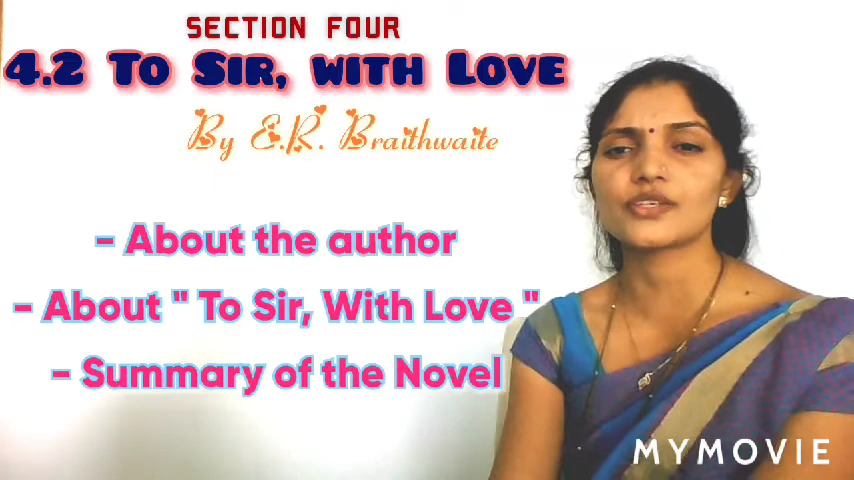 SECTION FOUR
4.2 To Sir, with Love
By E.R. Braithwaite
- About the author
- About " To Sir, With Love "
- Summary of the Novel
MYMOVIE